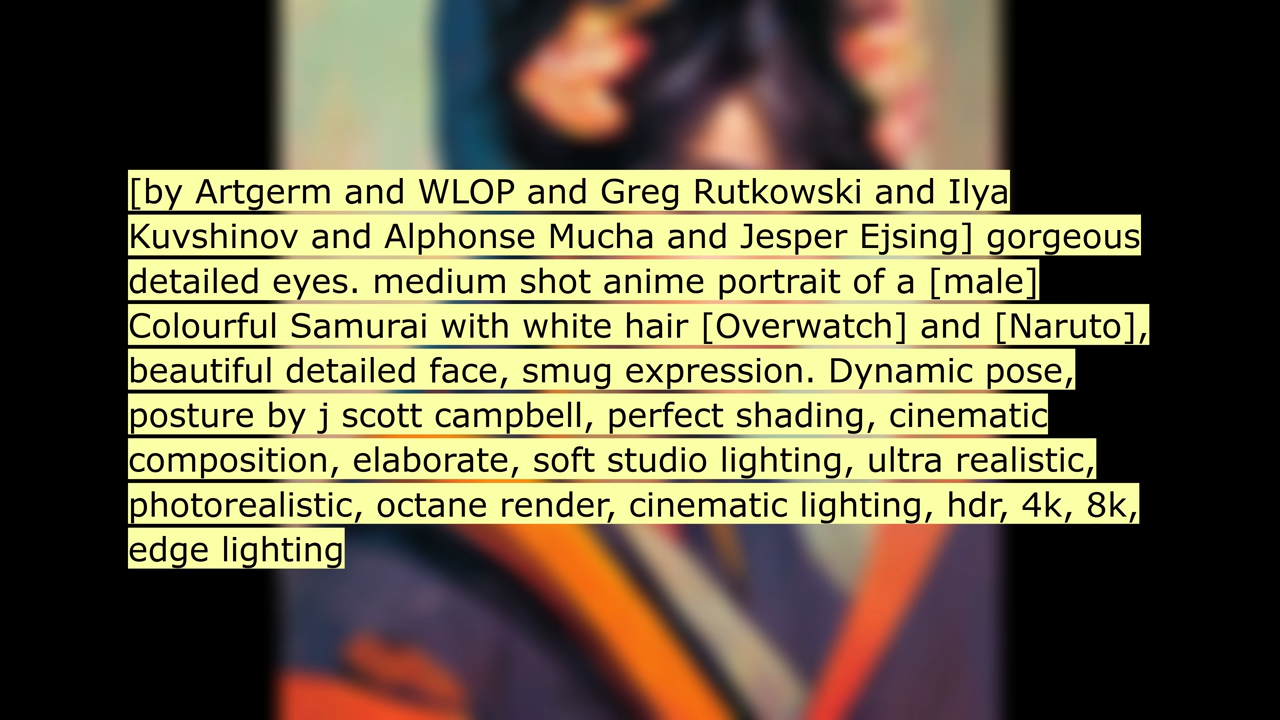 [by Artgerm and WLOP and Greg Rutkowski and Ilya
Kuvshinov and Alphonse Mucha and Jesper Ejsing] gorgeous
detailed eyes. medium shot anime portrait of a [male]
Colourful Samurai with white hair [Overwatch] and [Naruto],
beautiful detailed face, smug expression. Dynamic pose,
posture by j scott campbell, perfect shading, cinematic
composition, elaborate, soft studio lighting, ultra realistic,
photorealistic, octane render, cinematic lighting, hdr, 4k, 8k,
edge lighting